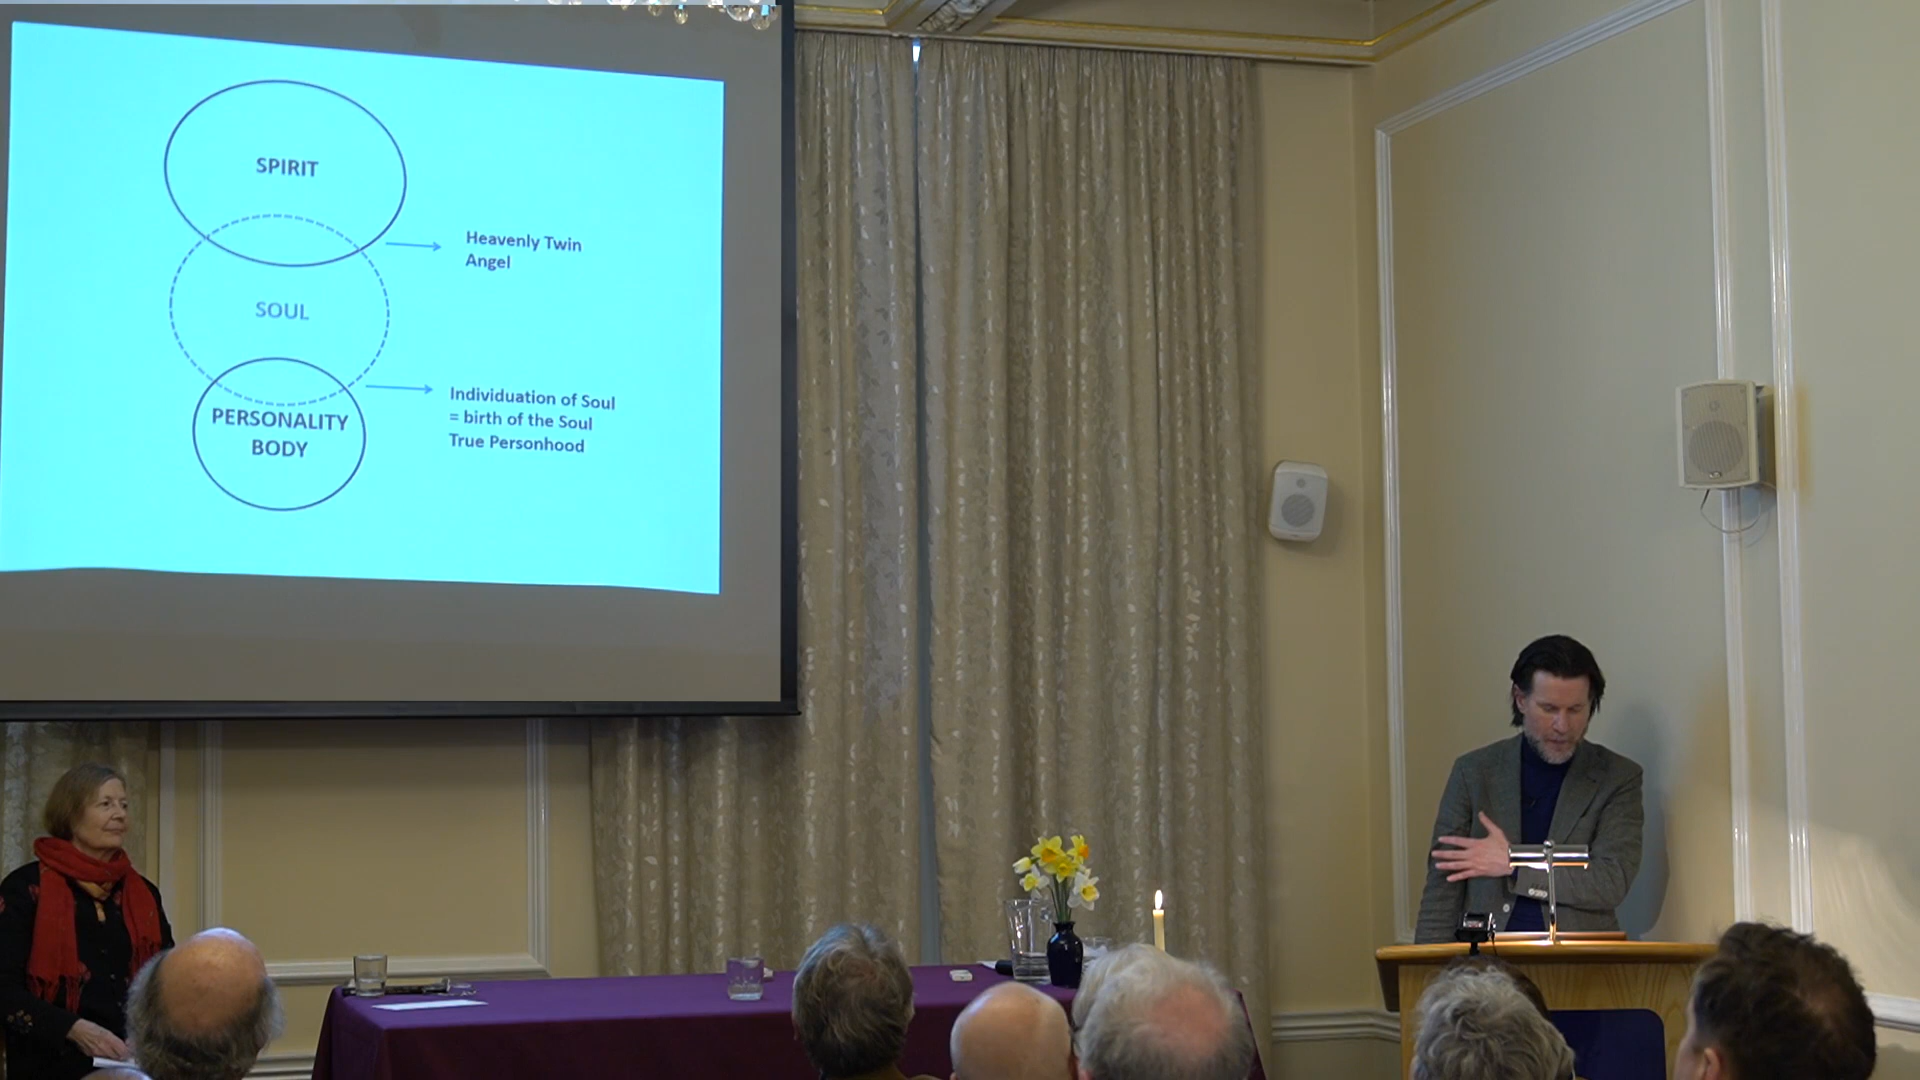 SPIRIT
Heavenly Twin
Angel
SOUL
Individuation of Soul
= birth of the Soul
True Personhood
PERSONALITY
BODY